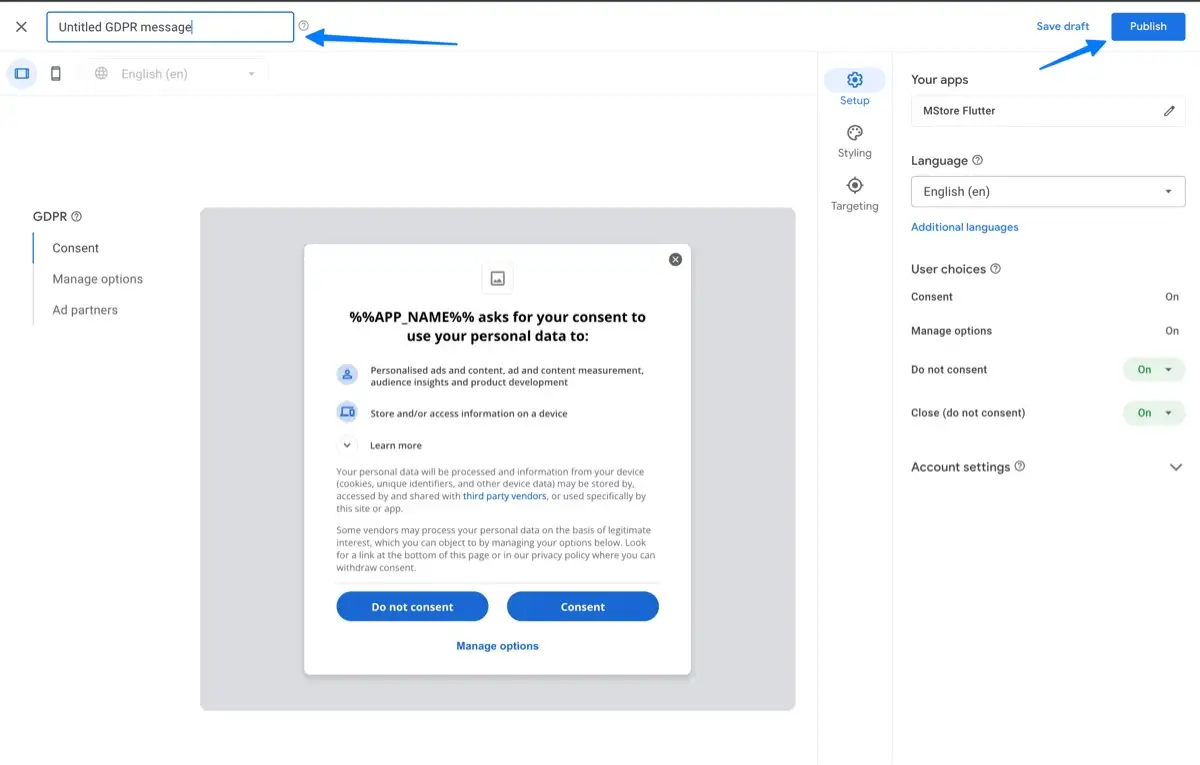 Untitled GDPR message
Save draft
Publish
English (en)
GDPR
Consent
Manage options
Ad partners
%%APP_NAME%% asks for your consent to
use your personal data to:
Personalised ads and content, ad and content measurement,
audience insights and product development
Store and/or access information on a device
Learn more
Your personal data will be processed and information from your device
(cookies, unique identifiers, and other device data) may be stored by,
accessed by and shared with third party vendors, or used specifically by
this site or app.
Some vendors may process your personal data on the basis of legitimate
interest, which you can object to by managing your options below. Look
for a link at the bottom of this page or in our privacy policy where you can
withdraw consent.
Do not consent
Consent
Manage options
Setup
Styling
Targeting
Your apps
MStore Flutter
Language
English (en)
Additional languages
User choices
Consent On
Manage options On
Do not consent On
Close (do not consent) On
Account settings